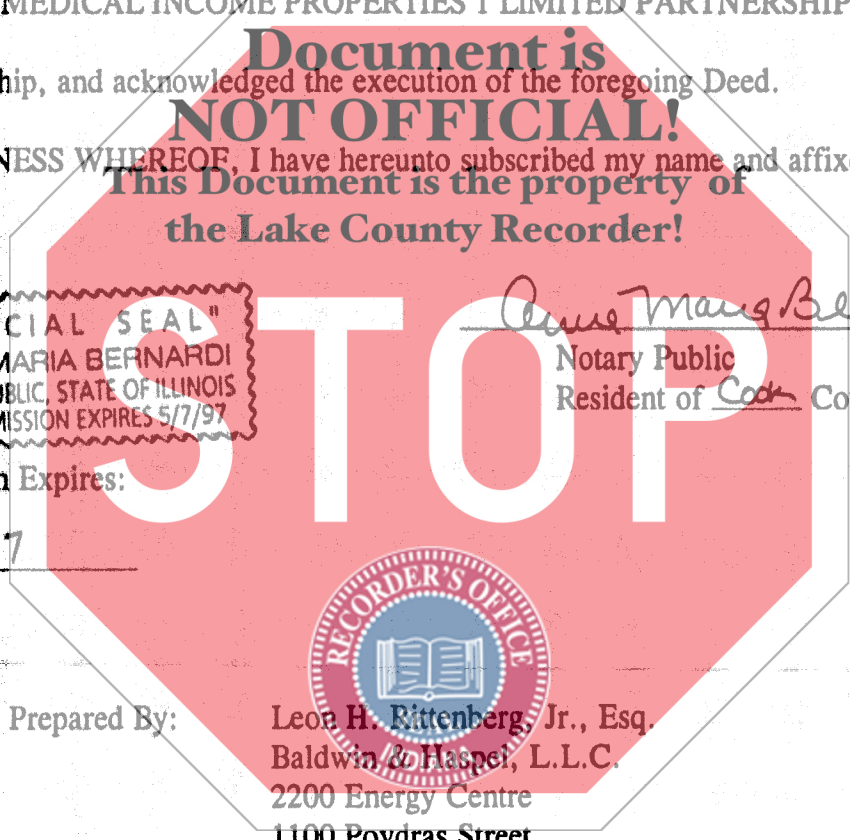 MEDICAL INCOME PROPERTIES 1 LIMITED PARTNERSHIP
Document is
hip, and acknowledged the execution of the foregoing Deed.
NOT OFFICIAL!
NESS WHEREOF, I have hereunto subscribed my name and affix
This Document is the property of
the Lake County Recorder!
STOP
CIAL SEAL"
MARIA BERNARDI
BLIC, STATE OF ILLINOIS
MISSION EXPIRES 5/7/97
Notary Public
Resident of Cook Co
n Expires:
7
RECORDER'S OFFICE
Prepared By: Leon H. Rittenberg, Jr., Esq.
Baldwin & Haspel, L.L.C.
2200 Energy Centre
1100 Poydras Street